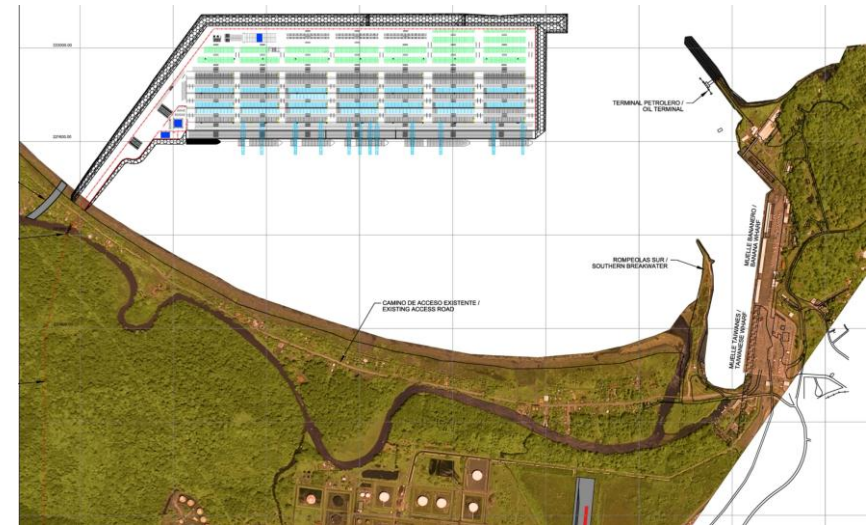 TERMINAL PETROLERO /
OIL TERMINAL
MUELLE BANANERO /
BANANA WHARF
ROMPEOLAS SUR /
SOUTHERN BREAKWATER
CAMINO DE ACCESO EXISTENTE /
EXISTING ACCESS ROAD
MUELLE TAIWANES /
TAIWANESE WHARF